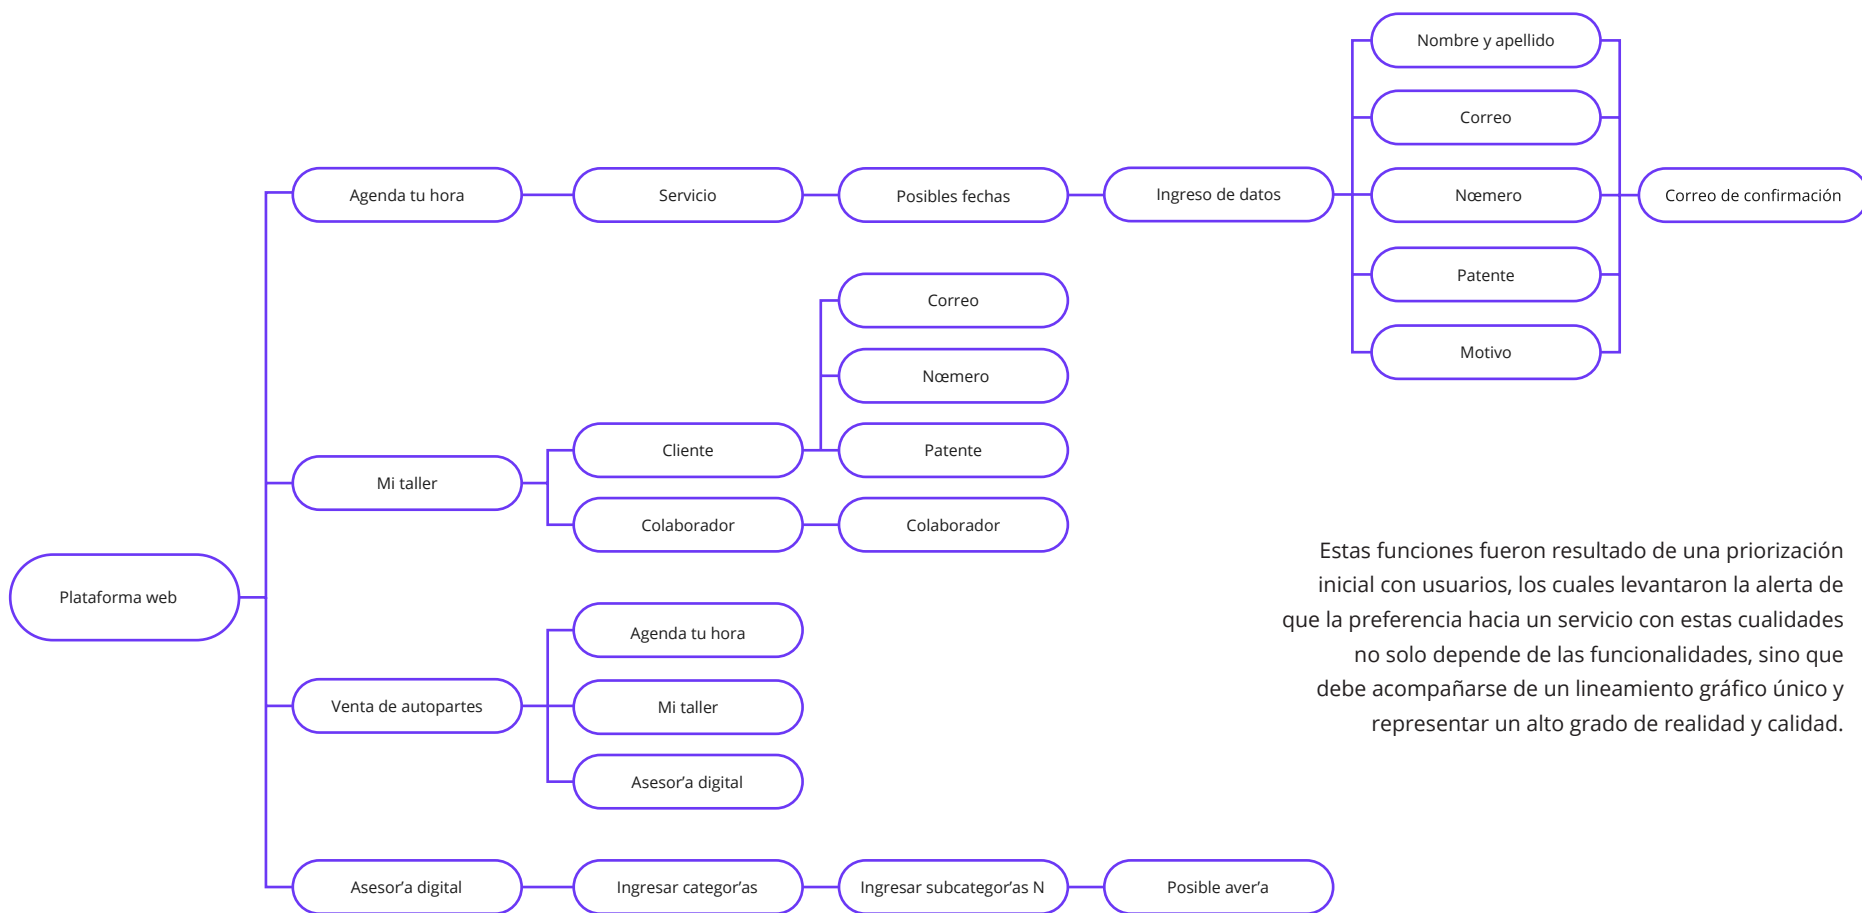 Nombre y apellido
Correo
Agenda tu hora
Servicio
Posibles fechas
Ingreso de datos
Nœmero
Correo de confirmación
Patente
Motivo
Correo
Nœmero
Cliente
Patente
Mi taller
Colaborador
Colaborador
Plataforma web
Agenda tu hora
Venta de autopartes
Mi taller
Asesor’a digital
Asesor’a digital
Ingresar categor’as
Ingresar subcategor’as N
Posible aver’a
Estas funciones fueron resultado de una priorización
inicial con usuarios, los cuales levantaron la alerta de
que la preferencia hacia un servicio con estas cualidades
no solo depende de las funcionalidades, sino que
debe acompañarse de un lineamiento gráfico único y
representar un alto grado de realidad y calidad.